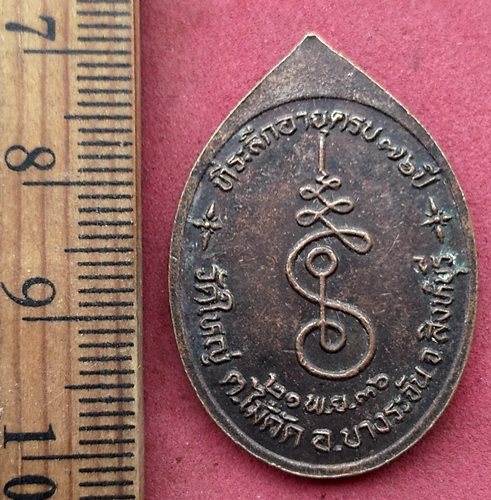 7
8
9
10
ที่ระลึกอายุครบ ๗๖ ปี
๒๐ พ.ย. ๓๖
วัดใหญ่ ต.ไม้ดัด อ.บางระจัน จ.สิงห์บุรี